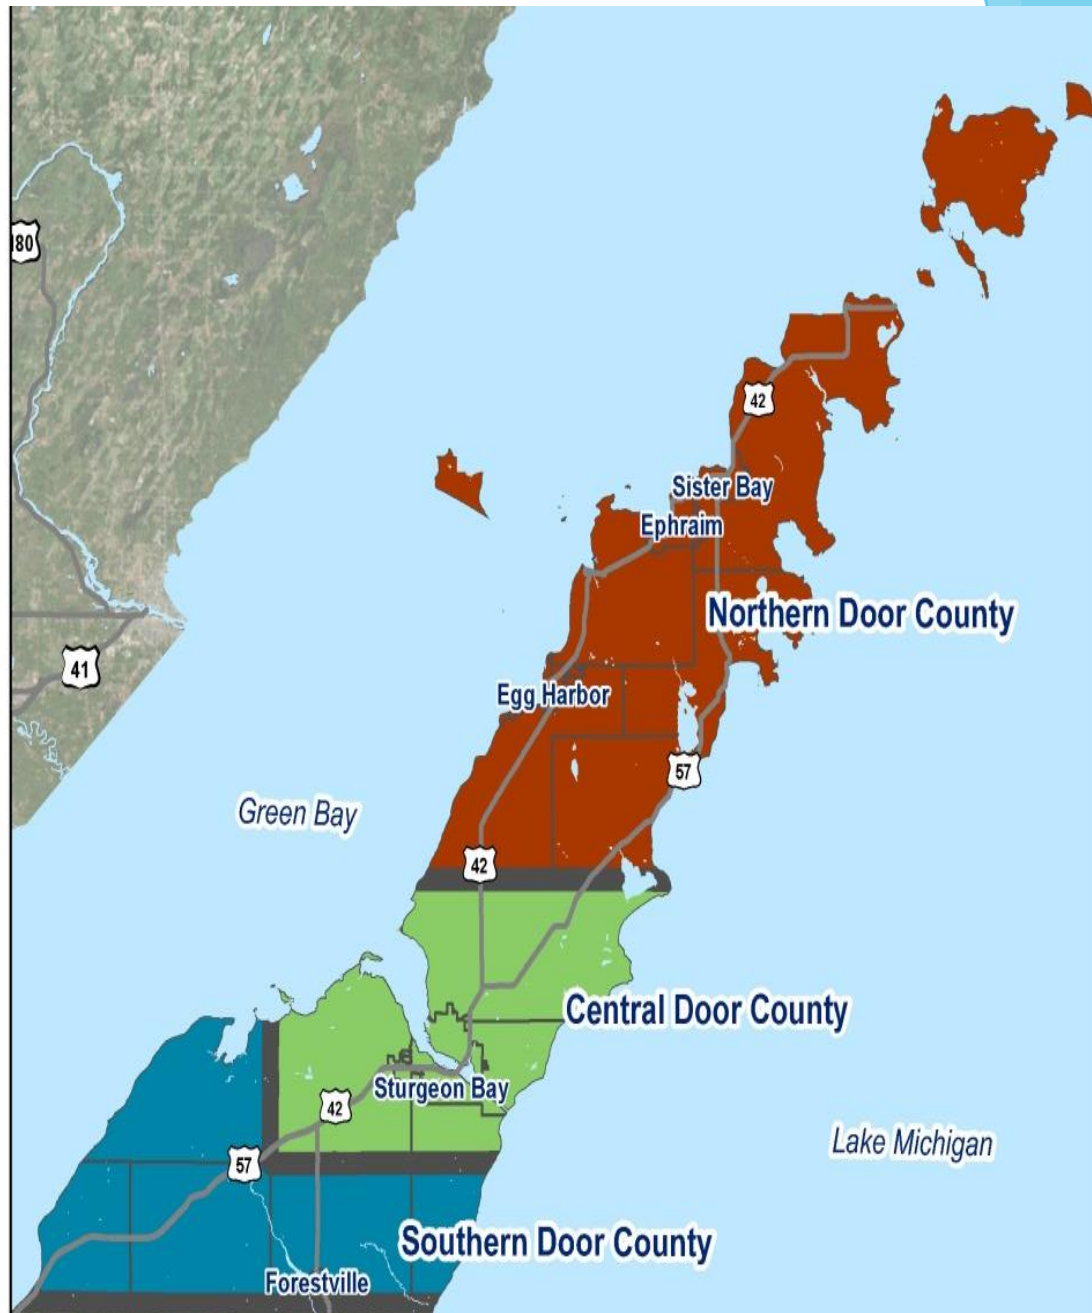 180
42
Sister Bay
Ephraim
Northern Door County
41
Egg Harbor
57
Green Bay
42
Central Door County
Sturgeon Bay
42
Lake Michigan
57
Southern Door County
Forestville